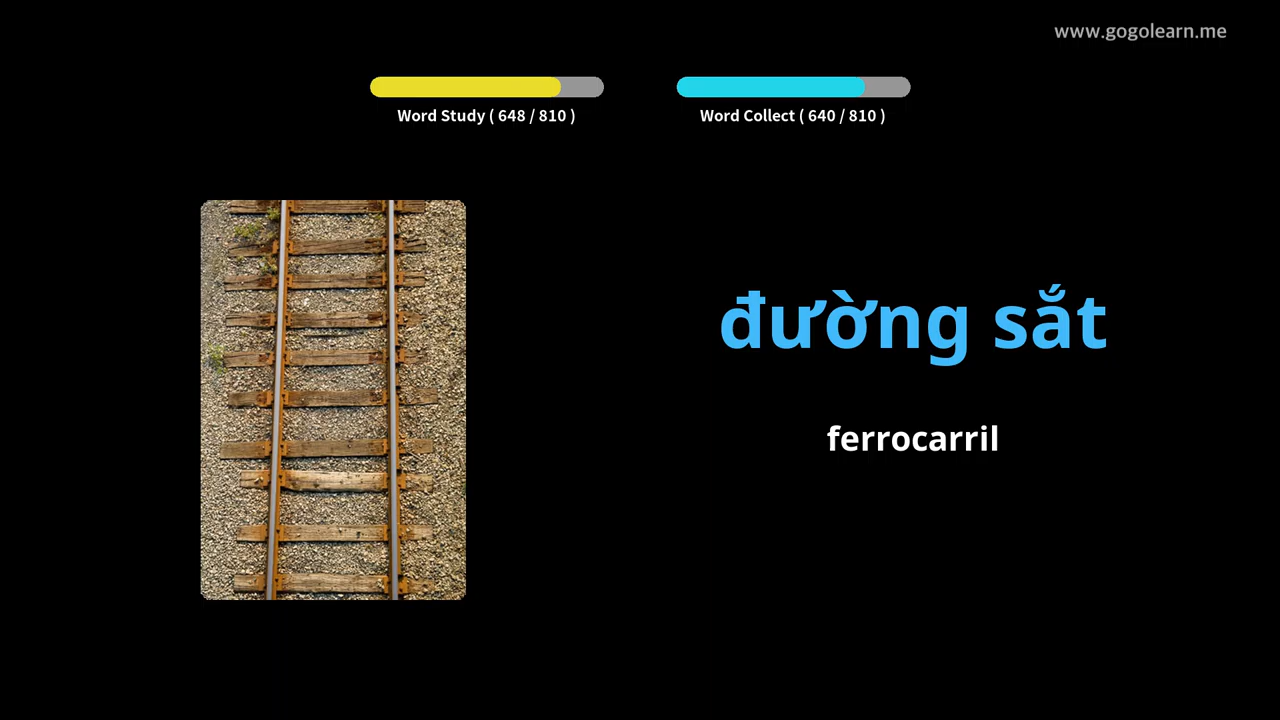 www.gogolearn.me
Word Study ( 648 / 810 )
Word Collect ( 640 / 810 )
đường sắt
ferrocarril